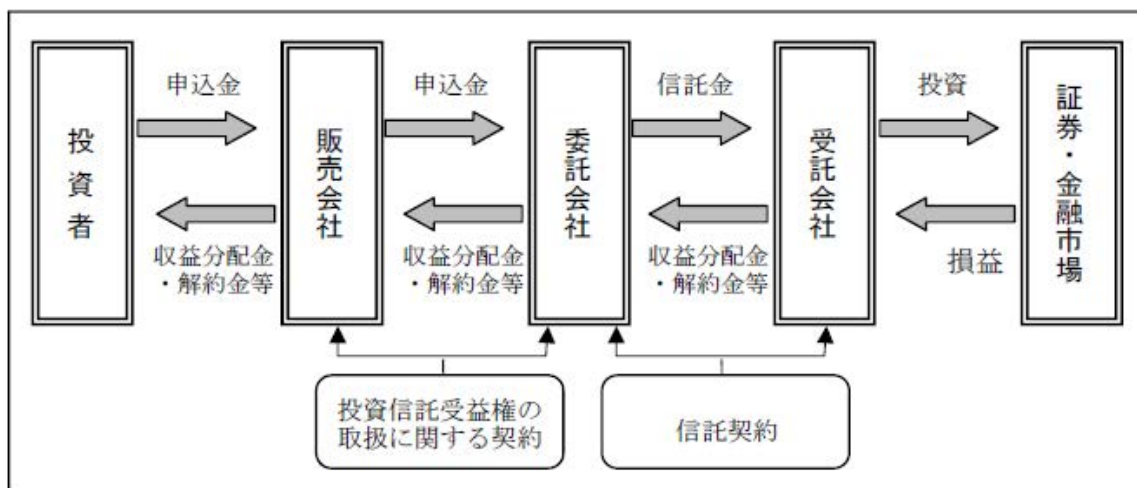 投資者
申込金
収益分配金
・解約金等
販売会社
申込金
収益分配金
・解約金等
委託会社
信託金
収益分配金
・解約金等
受託会社
投資
損益
証券・金融市場
投資信託受益権の
取扱に関する契約
信託契約